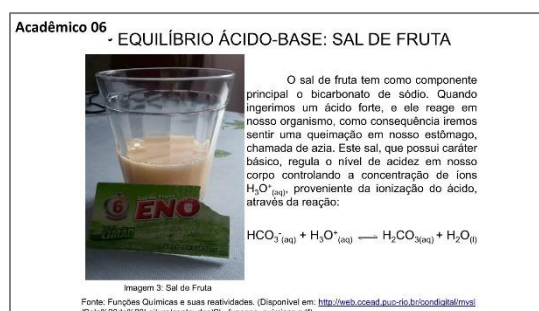 Acadêmico 06
EQUILÍBRIO ÁCIDO-BASE: SAL DE FRUTA
O sal de fruta tem como componente
principal o bicarbonato de sódio. Quando
ingerimos um ácido forte, e ele reage em
nosso organismo, como consequência iremos
sentir uma queimação em nosso estômago,
chamada de azia. Este sal, que possui caráter
básico, regula o nível de acidez em nosso
corpo controlando a concentração de íons
H₃O⁺(aq), proveniente da ionização do ácido,
através da reação:
HCO₃⁻(aq) + H₃O⁺(aq) ⇌ H₂CO₃(aq) + H₂O(l)
6
ENO
Imagem 3: Sal de Fruta
Fonte: Funções Químicas e suas reatividades. (Disponível em: http://web.ccead.puc-rio.br/condigital/mvsl